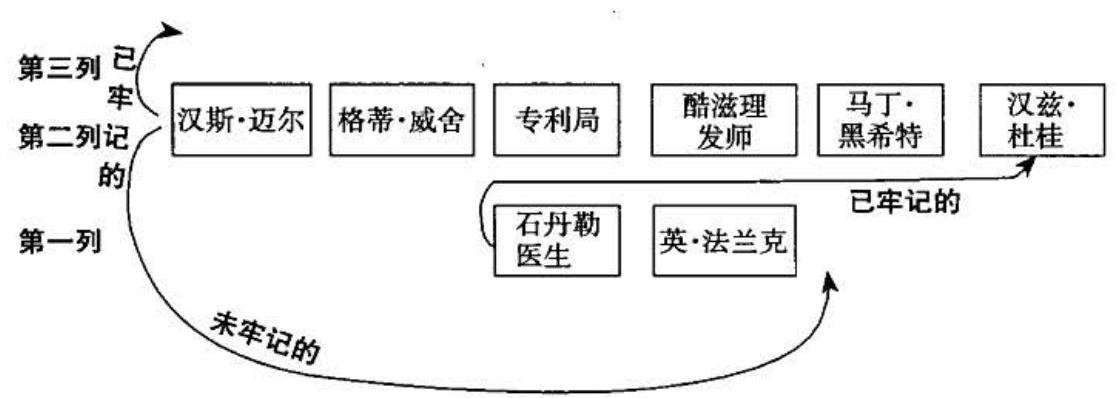 第三列
已牢记的
第二列
汉斯·迈尔
格蒂·威舍
专利局
酷滋理
发师
马丁·
黑希特
汉兹·
杜桂
已牢记的
第一列
石丹勒
医生
英·法兰克
未牢记的